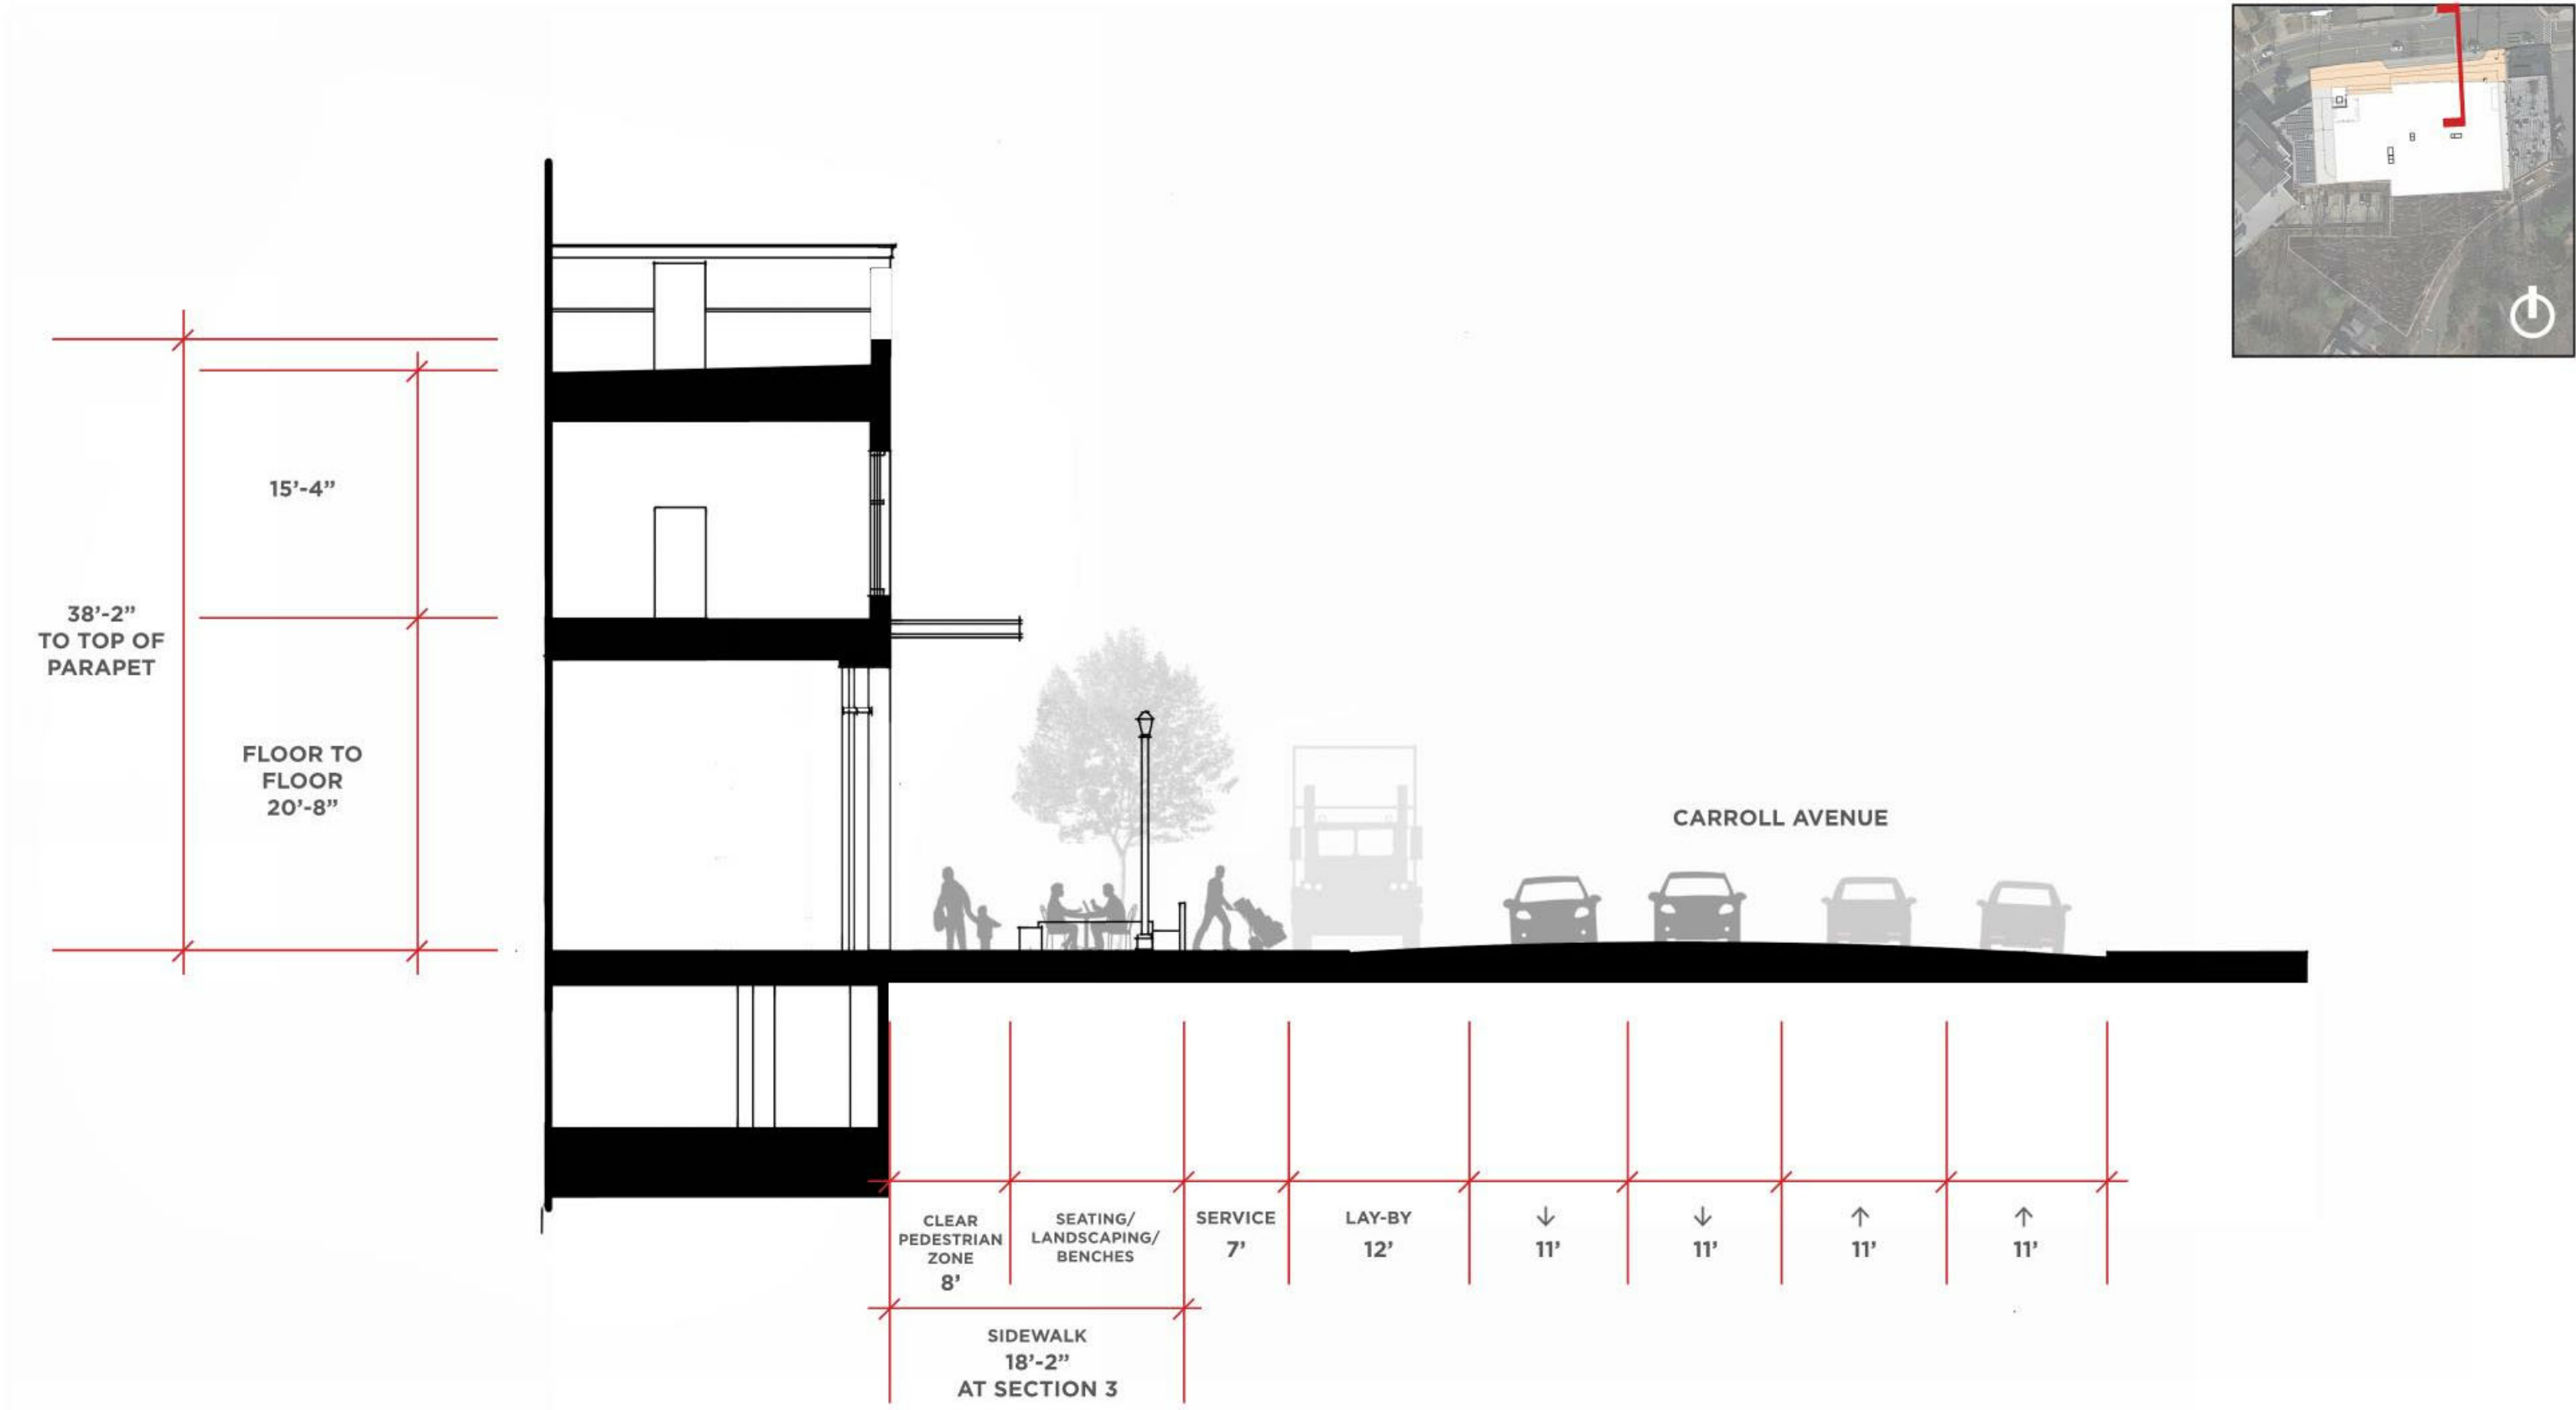 15’-4”
38’-2”
TO TOP OF
PARAPET
FLOOR TO
FLOOR
20’-8”
CARROLL AVENUE
CLEAR
PEDESTRIAN
ZONE
8’
SEATING/
LANDSCAPING/
BENCHES
SERVICE
7’
LAY-BY
12’
↓
11’
↓
11’
↑
11’
↑
11’
SIDEWALK
18’-2”
AT SECTION 3